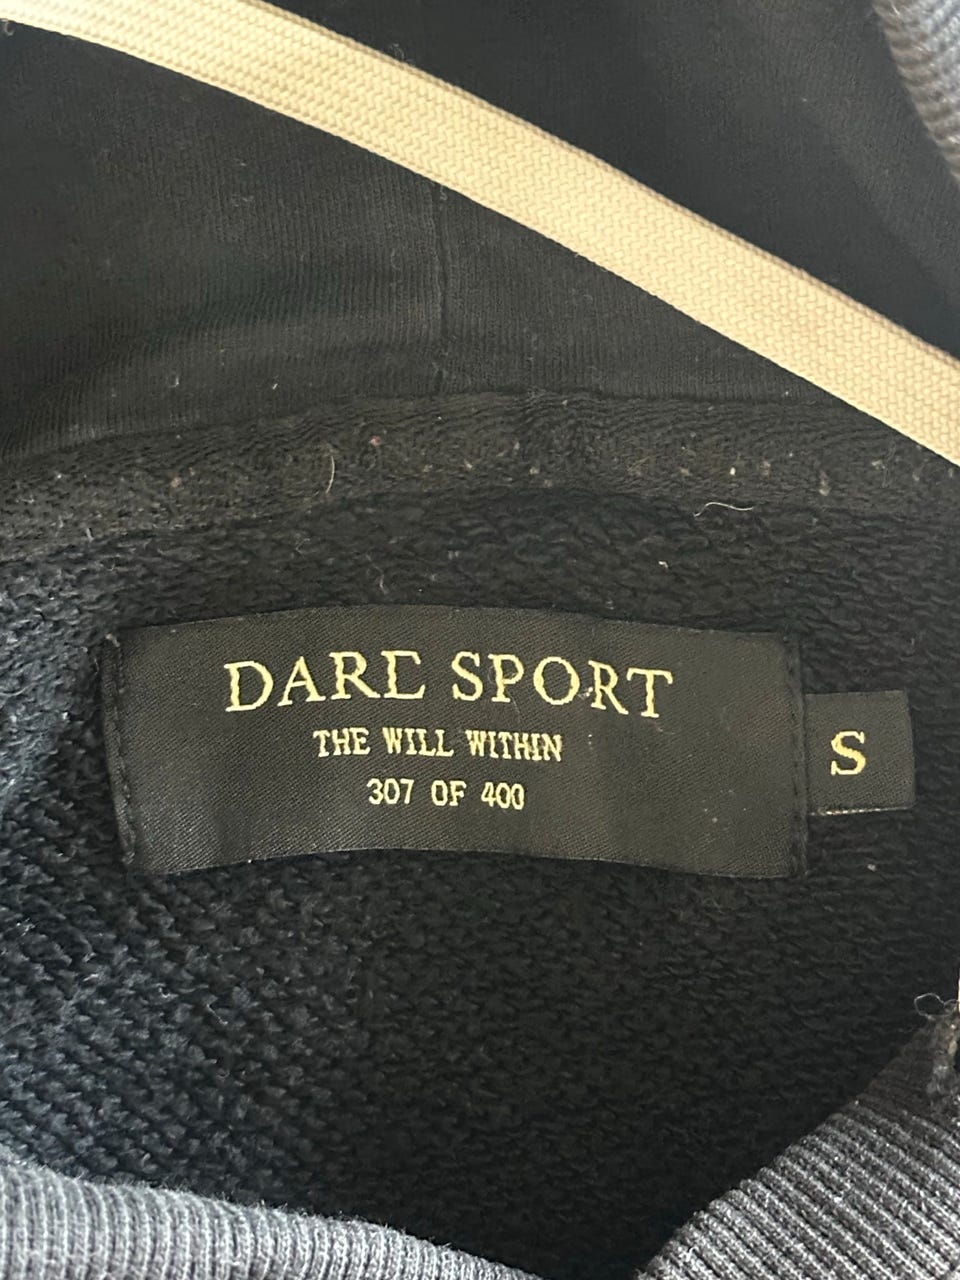 DARE SPORT
THE WILL WITHIN
307 OF 400
S